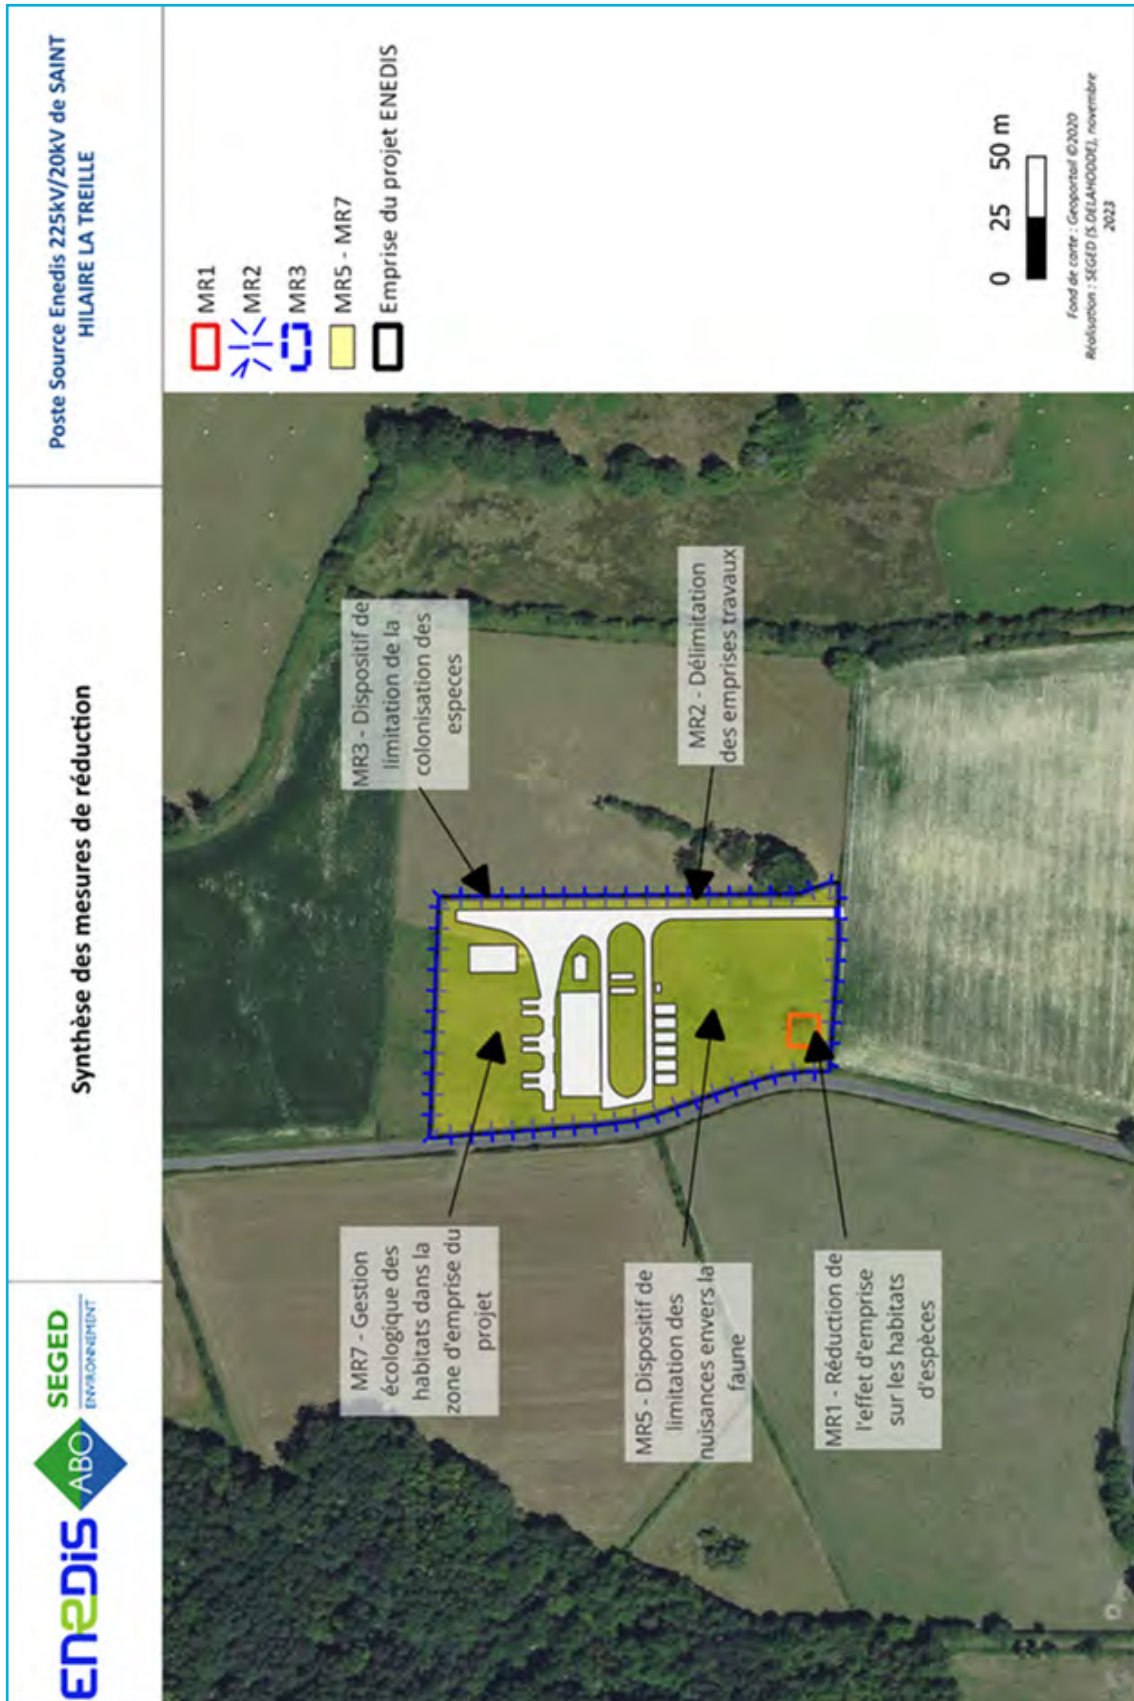 enedis
ABO
SEGED
ENVIRONNEMENT
Synthèse des mesures de réduction
Poste Source Enedis 225kV/20kV de SAINT
HILAIRE LA TREILLE
MR7 - Gestion
écologique des
habitats dans la
zone d'emprise du
projet
MR5 - Dispositif de
limitation des
nuisances envers la
faune
MR1 - Réduction de
l'effet d'emprise
sur les habitats
d'espèces
MR3 - Dispositif de
limitation de la
colonisation des
especes
MR2 - Délimitation
des emprises travaux
MR1
MR2
MR3
MR5 - MR7
Emprise du projet ENEDIS
0 25 50 m
Fond de carte : Geoportail ©2020
Réalisation : SEGED (S.DELAHODDE), novembre
2023